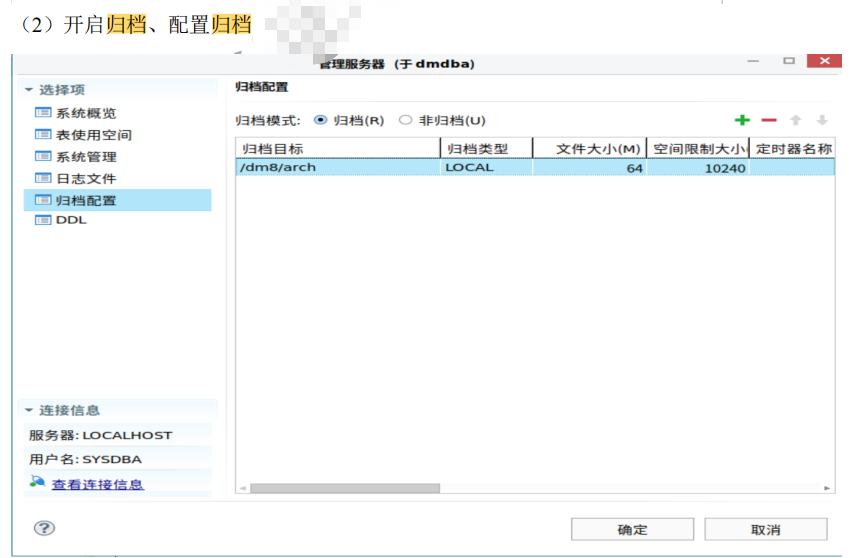 （2）开启归档、配置归档
管理服务器（于dmdba）
选择项
系统概览
表使用空间
系统管理
日志文件
归档配置
DDL
归档配置
归档模式: 归档(R) 非归档(U)
归档目标 归档类型 文件大小(M) 空间限制大小 定时器名称
/dm8/arch LOCAL 64 10240
连接信息
服务器: LOCALHOST
用户名: SYSDBA
查看连接信息
确定 取消